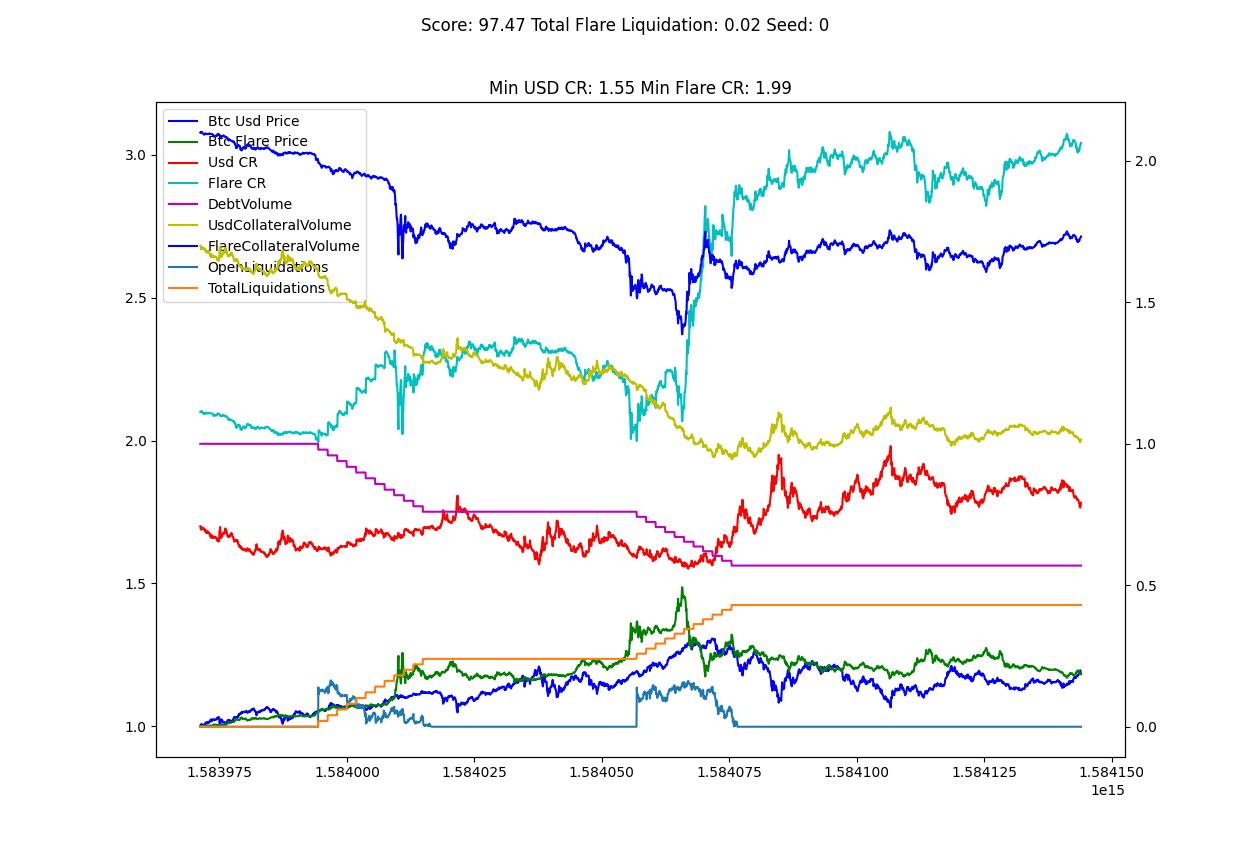 Score: 97.47 Total Flare Liquidation: 0.02 Seed: 0
Min USD CR: 1.55 Min Flare CR: 1.99
Btc Usd Price
Btc Flare Price
Usd CR
Flare CR
DebtVolume
UsdCollateralVolume
FlareCollateralVolume
OpenLiquidations
TotalLiquidations
3.0
2.5
2.0
1.5
1.0
2.0
1.5
1.0
0.5
0.0
1.583975 1.584000 1.584025 1.584050 1.584075 1.584100 1.584125 1.584150
1e15